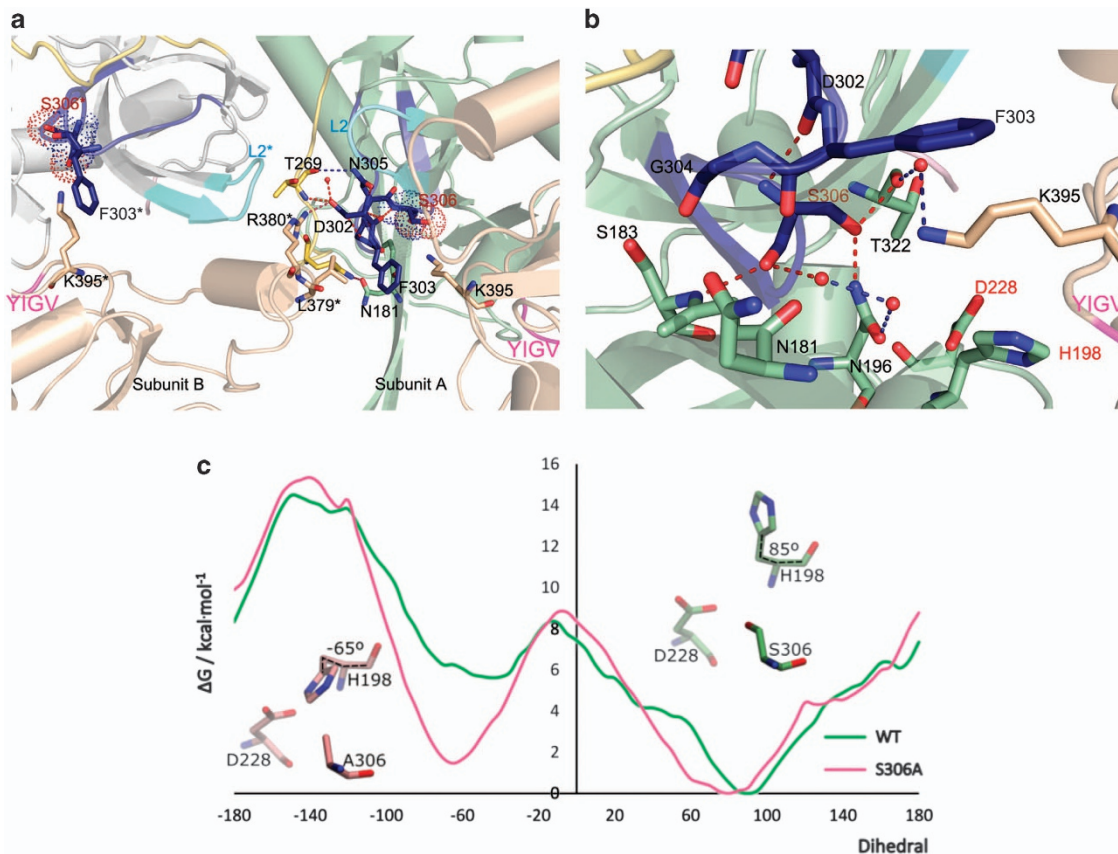 a
S306*
L2*
L2
T269
N305
S306
F303*
R380*
D302
K395*
F303
K395
YIGV
L379*
N181
YIGV
Subunit B
Subunit A
b
D302
F303
G304
S306
K395
S183
T322
D228
YIGV
N181
N196
H198
c
ΔG / kcal·mol⁻¹
16
14
12
10
8
6
4
2
0
-180
-140
-100
-60
-20
20
60
100
140
180
Dihedral
-65º
H198
D228
A306
85º
H198
D228
S306
WT
S306A